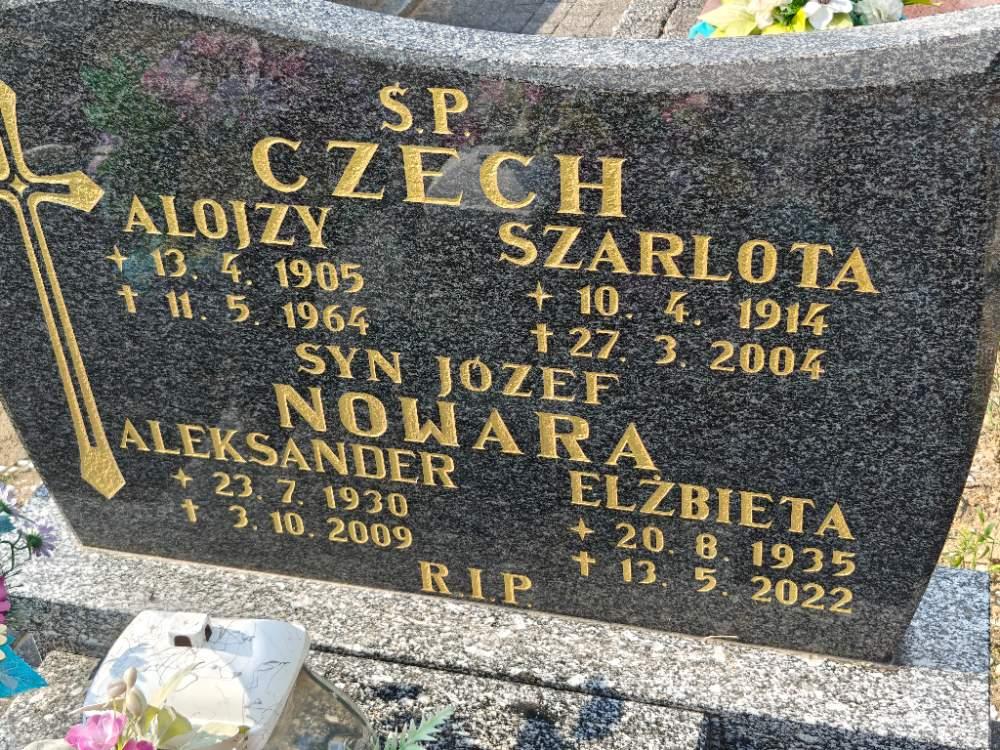 Ś.P.
CZECH
ALOJZY
+ 13. 4. 1905
† 11. 5. 1964
SZARLOTA
+ 10. 4. 1914
† 27. 3. 2004
SYN JÓZEF
NOWARA
ALEKSANDER
+ 23. 7. 1930
† 3. 10. 2009
ELŻBIETA
+ 20. 8. 1935
† 13. 5. 2022
R.I.P.